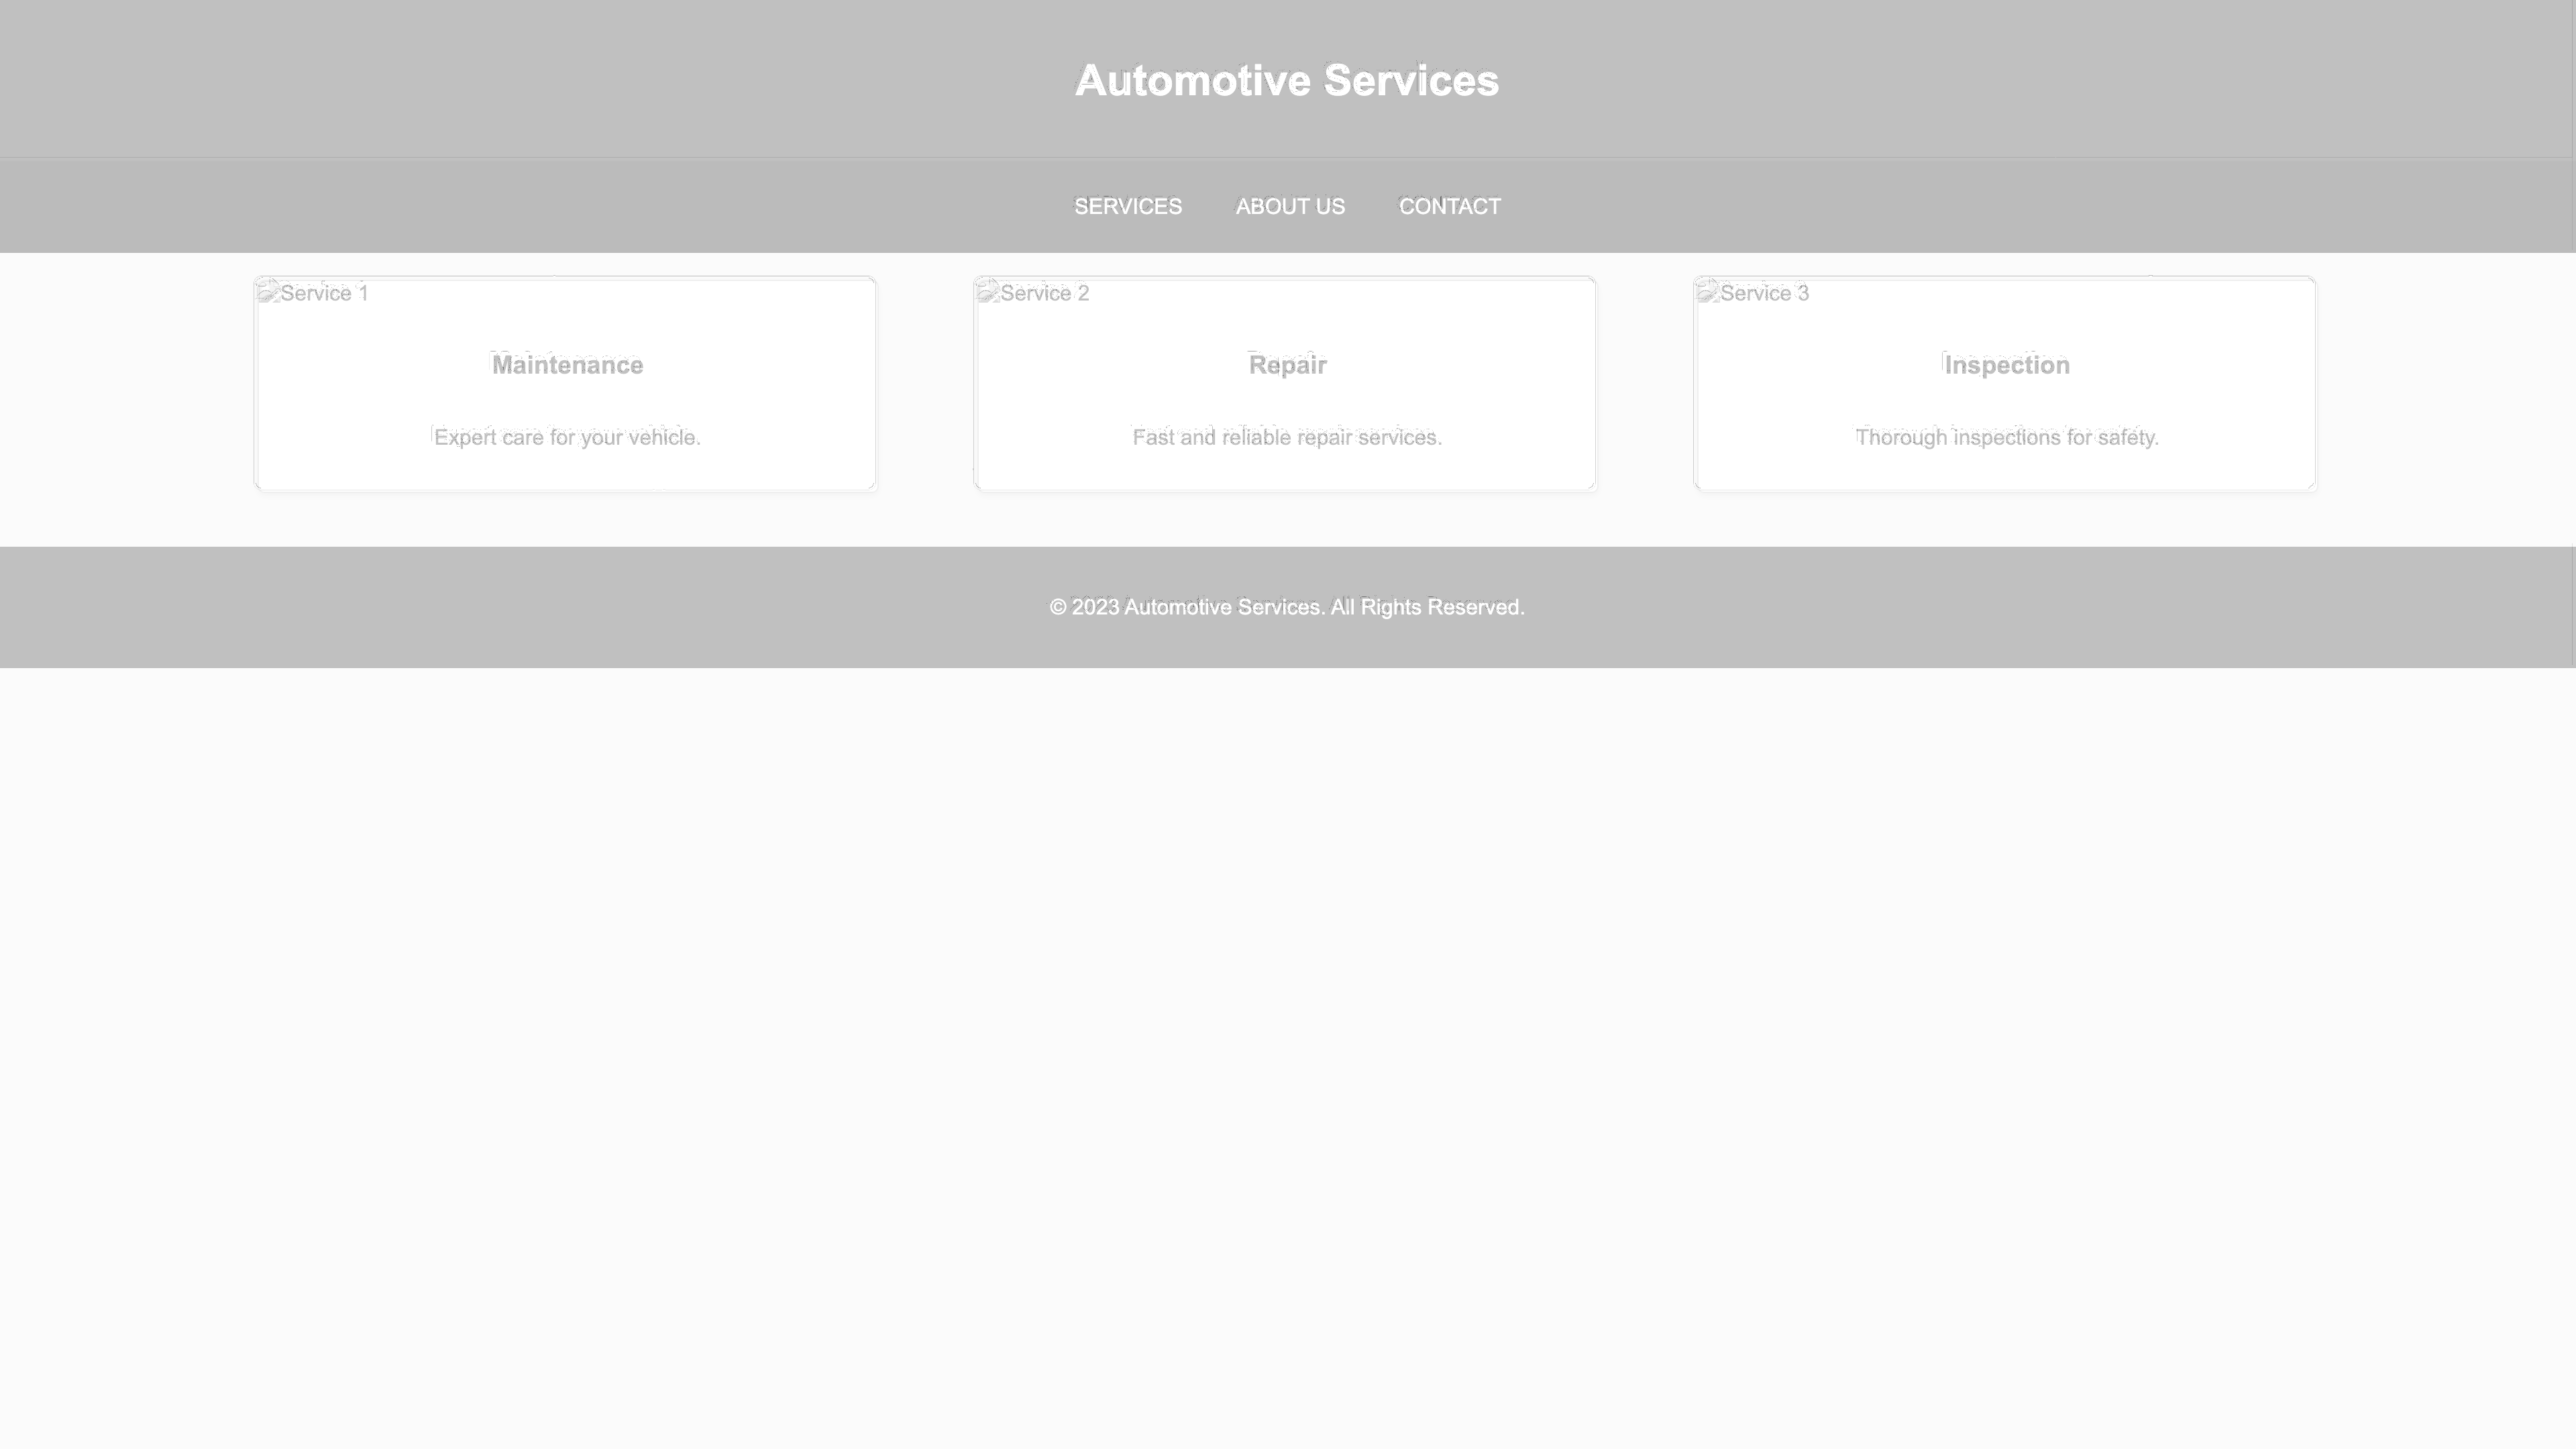 Automotive Services
SERVICES ABOUT US CONTACT
Service 1
Maintenance
Expert care for your vehicle.
Service 2
Repair
Fast and reliable repair services.
Service 3
Inspection
Thorough inspections for safety.
© 2023 Automotive Services. All Rights Reserved.